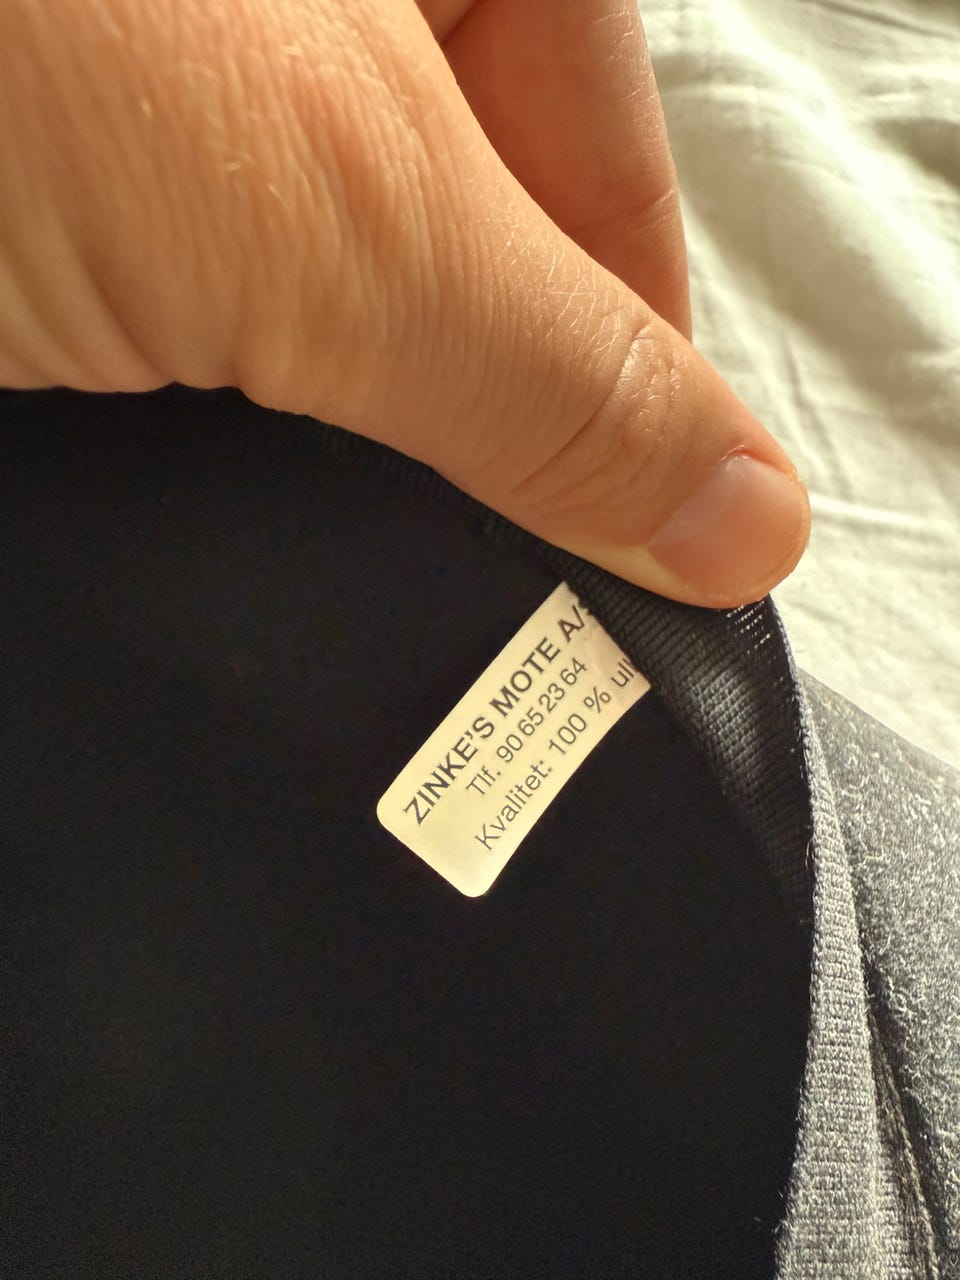 ZINKE'S MOTE A/S
Tlf. 90 65 23 64
Kvalitet: 100 % ull